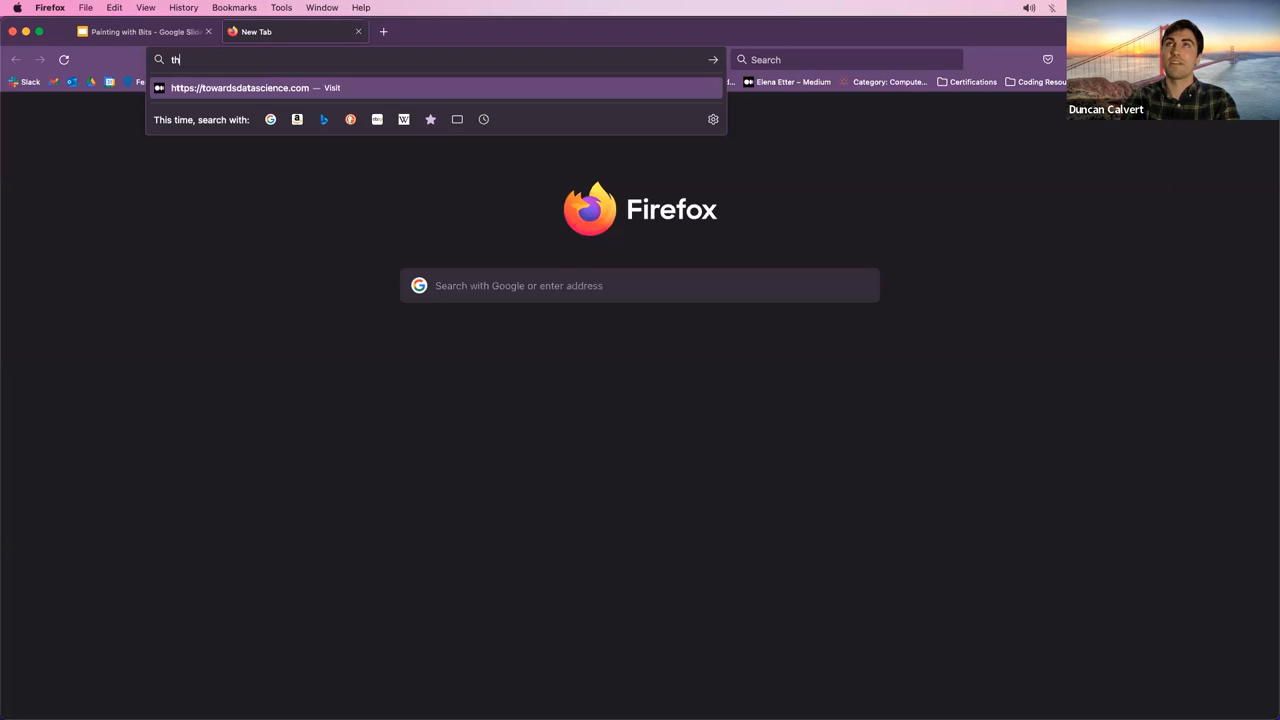 Firefox File Edit View History Bookmarks Tools Window Help
Painting with Bits - Google Slide
New Tab
th
Search
Slack
Fe
https://towardsdatascience.com — Visit
d...
Elena Etter – Medium
Category: Compute...
Certifications
Coding Resou
Duncan Calvert
This time, search with:
Firefox
Search with Google or enter address